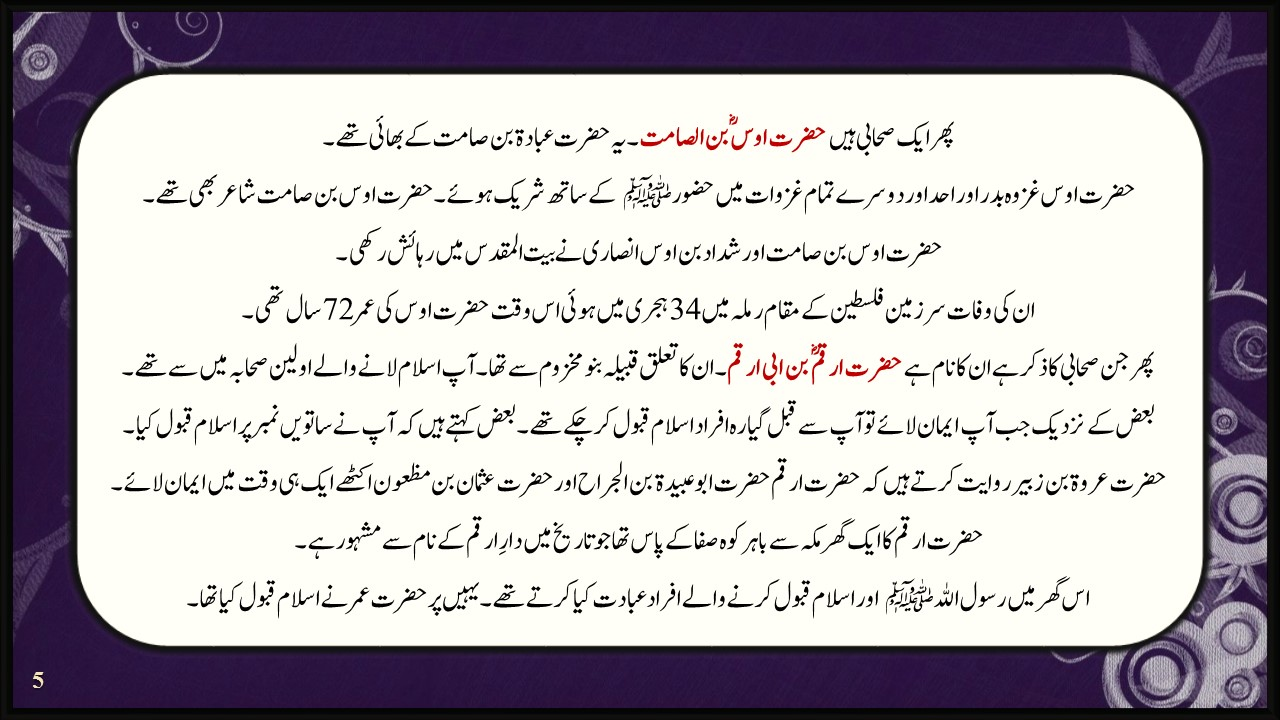 پھر ایک صحابی ہیں حضرت اوسؓ بن الصامت۔ یہ حضرت عبادۃ بن صامت کے بھائی تھے۔
حضرت اوس غزوہ بدر اور احد اور دوسرے تمام غزوات میں حضورﷺ کے ساتھ شریک ہوئے۔ حضرت اوس بن صامت شاعر بھی تھے۔
حضرت اوس بن صامت اور شداد بن اوس انصاری نے بیت المقدس میں رہائش رکھی۔
ان کی وفات سرزمین فلسطین کے مقام رملہ میں 34 ہجری میں ہوئی اس وقت حضرت اوس کی عمر 72 سال تھی۔
پھر جن صحابی کا ذکر ہے ان کا نام ہے حضرت ارقمؓ بن ابی ارقم۔ ان کا تعلق قبیلہ بنو مخزوم سے تھا۔ آپ اسلام لانے والے اولین صحابہ میں سے تھے۔
بعض کے نزدیک جب آپ ایمان لائے تو آپ سے قبل گیارہ افراد اسلام قبول کر چکے تھے۔ بعض کہتے ہیں کہ آپ نے ساتویں نمبر پر اسلام قبول کیا۔
حضرت عروۃ بن زبیر روایت کرتے ہیں کہ حضرت ارقم حضرت ابوعبیدۃ بن الجراح اور حضرت عثمان بن مظعون اکٹھے ایک ہی وقت میں ایمان لائے۔
حضرت ارقم کا ایک گھر مکہ سے باہر کوہ صفا کے پاس تھا جو تاریخ میں دارِ ارقم کے نام سے مشہور ہے۔
اس گھر میں رسول اللہﷺ اور اسلام قبول کرنے والے افراد عبادت کیا کرتے تھے۔ یہیں پر حضرت عمر نے اسلام قبول کیا تھا۔
5